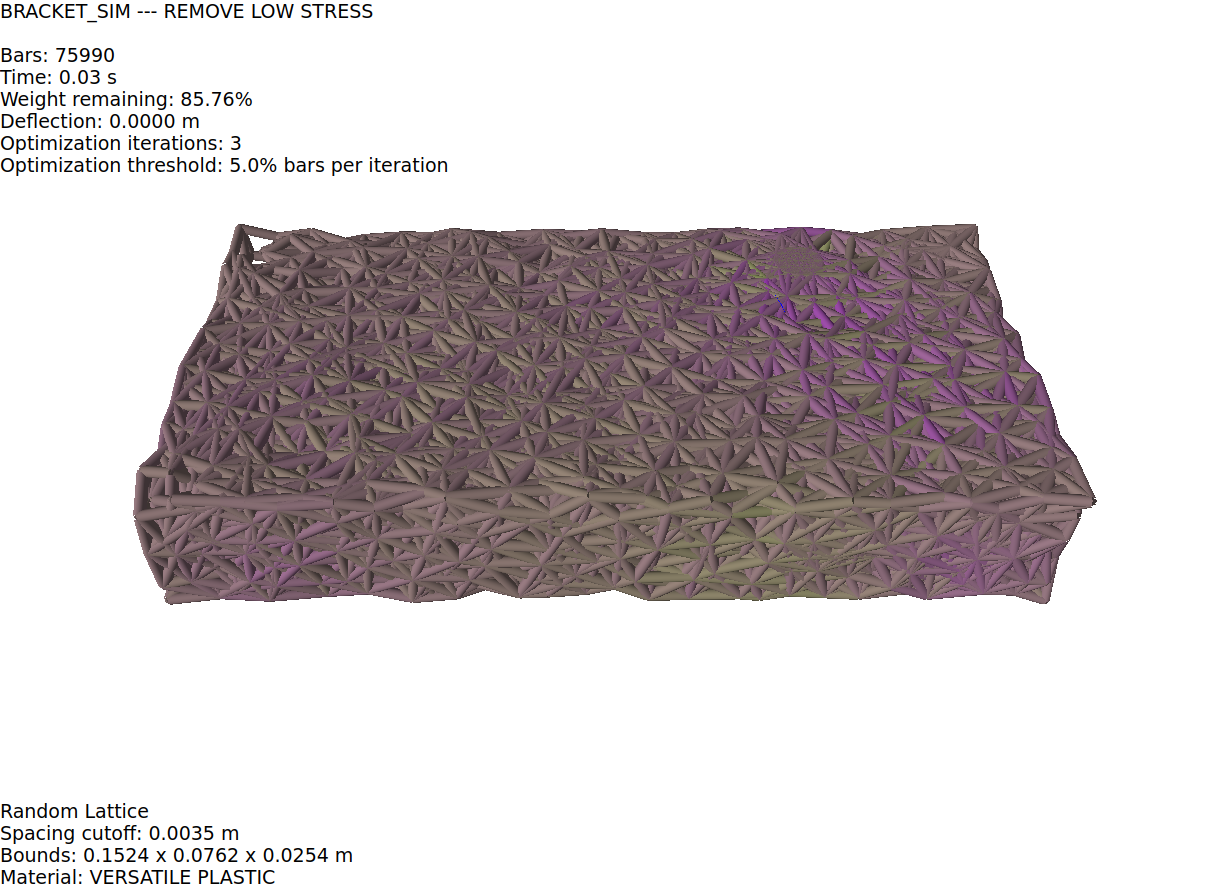 BRACKET_SIM --- REMOVE LOW STRESS
Bars: 75990
Time: 0.03 s
Weight remaining: 85.76%
Deflection: 0.0000 m
Optimization iterations: 3
Optimization threshold: 5.0% bars per iteration
Random Lattice
Spacing cutoff: 0.0035 m
Bounds: 0.1524 x 0.0762 x 0.0254 m
Material: VERSATILE PLASTIC